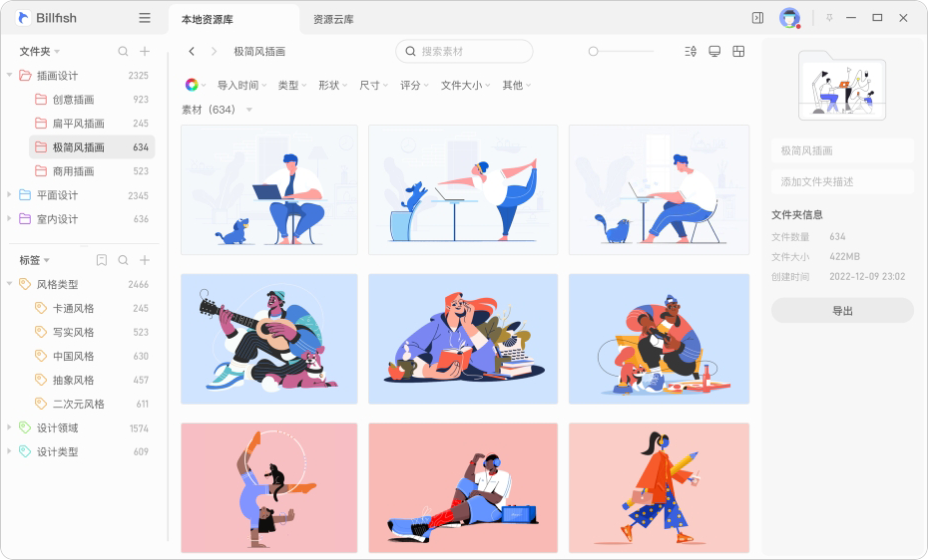 Billfish
本地资源库
资源云库
文件夹
插画设计 2325
创意插画 923
扁平风插画 245
极简风插画 634
商用插画 523
平面设计 2345
室内设计 636
标签
风格类型 2466
卡通风格 245
写实风格 523
中国风格 630
抽象风格 457
二次元风格 611
设计领域 1574
设计类型 609
极简风插画
搜索素材
导入时间 类型 形状 尺寸 评分 文件大小 其他
素材（634）
极简风插画
添加文件夹描述
文件夹信息
文件数量 634
文件大小 422MB
创建时间 2022-12-09 23:02
导出